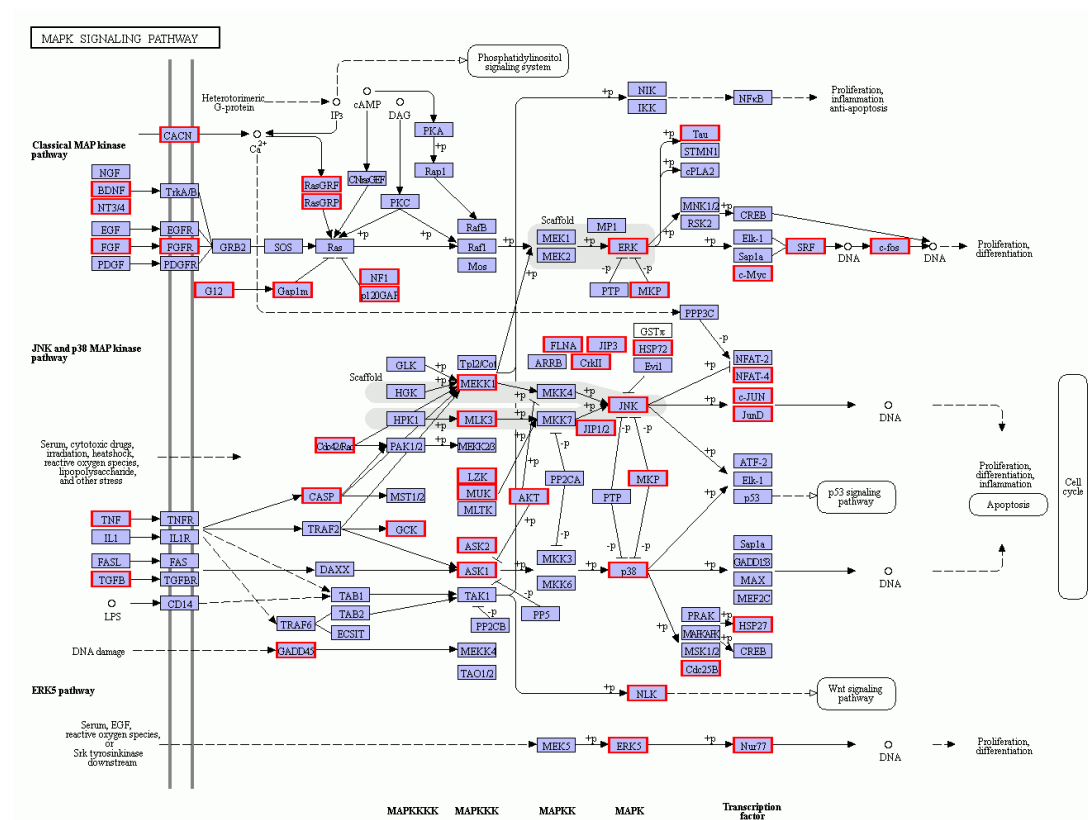 MAPK SIGNALING PATHWAY
Phosphatidylinositol
signaling system
Heterotorimeric
G-protein
IP3
cAMP
DAG
+p
NIK
IKK
NFκB
Proliferation,
inflammation
anti-apoptosis
Classical MAP kinase
pathway
CACN
Ca2+
PKA
+p
Rap1
+p
Tau
STMN1
+p
cPLA2
NGF
BDNF
NT3/4
TrkA/B
RasGRF
RasGRP
CNrasGEF
PKC
EGF
EGFR
FGF
FGFR
PDGF
PDGFR
GRB2
SOS
Ras
+p
+p
RafB
Raf1
Mos
+p
Scaffold
MEK1
MEK2
+p
MP1
ERK
+p
MNK1/2
RSK2
+p
CREB
+p
Elk-1
Sap1a
c-Myc
SRF
DNA
c-fos
DNA
Proliferation,
differentiation
G12
Gap1m
NF1
p120GAP
+p
-p
-p
PTP
MKP
PPP3C
-p
JNK and p38 MAP kinase
pathway
GLK
HGK
HPK1
Scaffold
+p
+p
+p
+p
Tpl2/Cot
MEKK1
MLK3
MEKK2/3
FLNA
JIP3
ARRB
CrkII
GSTπ
HSP72
Evi1
NFAT-2
NFAT-4
c-JUN
JunD
+p
+p
MKK4
MKK7
+p
+p
JNK
JIP1/2
+p
+p
DNA
Cell
cycle
Serum, cytotoxic drugs,
irradiation, heatshock,
reactive oxygen species,
lipopolysaccharide,
and other stress
Cdc42/Rac
PAK1/2
+p
+p
-p
-p
-p
+p
ATF-2
Elk-1
p53
p53 signaling
pathway
Proliferation,
differentiation,
inflammation
Apoptosis
CASP
MST1/2
LZK
MUK
MLTK
AKT
PP2CA
PTP
MKP
TNF
TNFR
IL1
IL1R
TRAF2
GCK
ASK2
+p
-p
-p
-p
+p
FASL
FAS
TGFB
TGFBR
DAXX
ASK1
+p
MKK3
MKK6
+p
p38
+p
Sap1a
GADD153
MAX
MEF2C
DNA
LPS
CD14
TAB1
TAB2
TRAF6
ECSIT
TAK1
-p
-p
PP2CB
PP5
+p
PRAK
MAPKAPK
MSK1/2
Cdc25B
+p
+p
HSP27
CREB
DNA damage
GADD45
MEKK4
TAO1/2
ERK5 pathway
+p
NLK
Wnt signaling
pathway
Serum, EGF,
reactive oxygen species,
or
Srk tyrosinkinase
downstream
MEK5
+p
ERK5
+p
Nur77
DNA
Proliferation,
differentiation
MAPKKKK
MAPKKK
MAPKK
MAPK
Transcription
factor